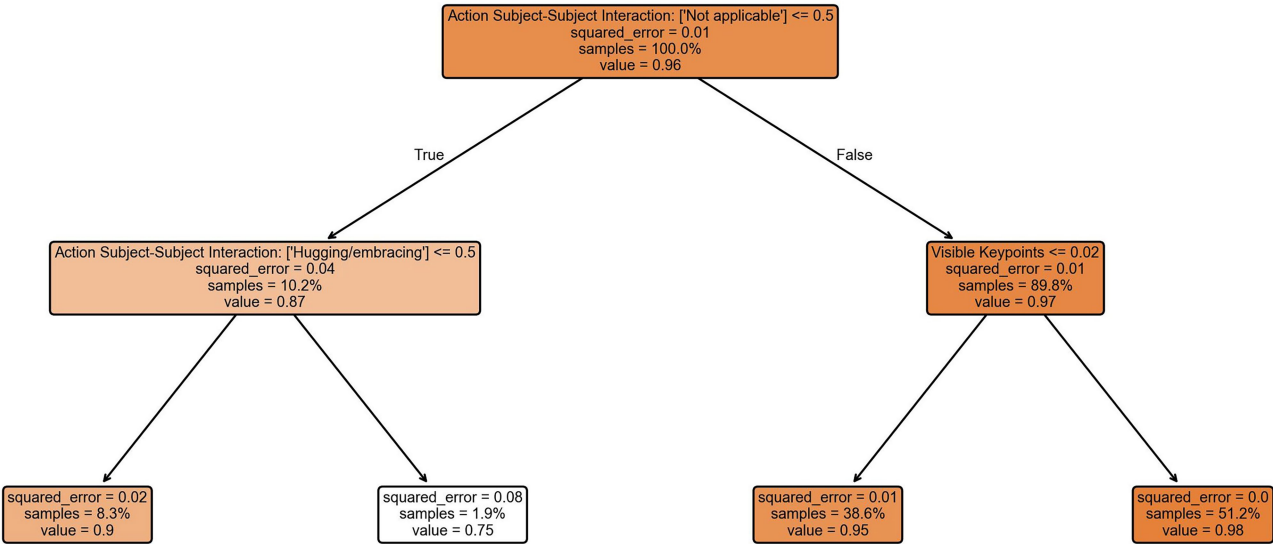 Action Subject-Subject Interaction: ['Not applicable'] <= 0.5
squared_error = 0.01
samples = 100.0%
value = 0.96
True
False
Action Subject-Subject Interaction: ['Hugging/embracing'] <= 0.5
squared_error = 0.04
samples = 10.2%
value = 0.87
Visible Keypoints <= 0.02
squared_error = 0.01
samples = 89.8%
value = 0.97
squared_error = 0.02
samples = 8.3%
value = 0.9
squared_error = 0.08
samples = 1.9%
value = 0.75
squared_error = 0.01
samples = 38.6%
value = 0.95
squared_error = 0.0
samples = 51.2%
value = 0.98